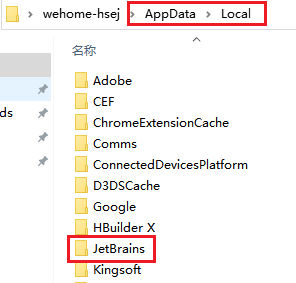 wehome-hsej > AppData > Local
ds
名称
Adobe
CEF
ChromeExtensionCache
Comms
ConnectedDevicesPlatform
D3DSCache
Google
HBuilder X
JetBrains
Kingsoft